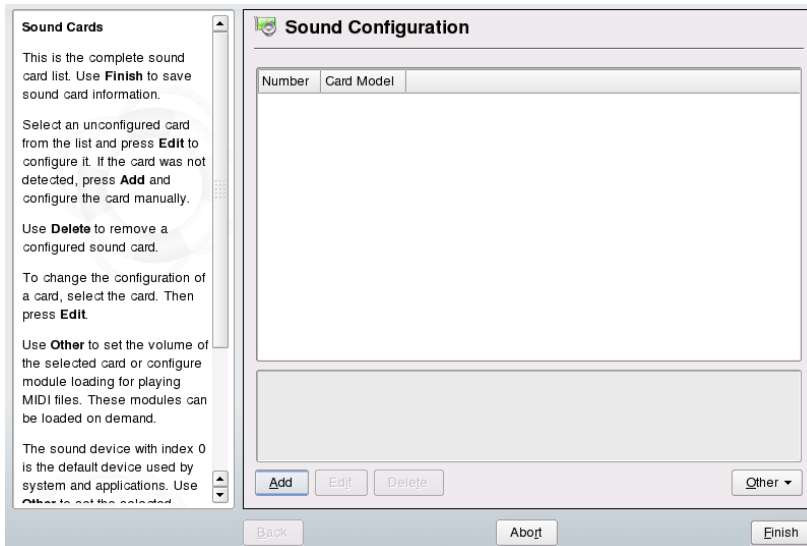 Sound Cards
This is the complete sound
card list. Use Finish to save
sound card information.
Select an unconfigured card
from the list and press Edit to
configure it. If the card was not
detected, press Add and
configure the card manually.
Use Delete to remove a
configured sound card.
To change the configuration of
a card, select the card. Then
press Edit.
Use Other to set the volume of
the selected card or configure
module loading for playing
MIDI files. These modules can
be loaded on demand.
The sound device with index 0
is the default device used by
system and applications. Use
Other to set the selected
Sound Configuration
Number Card Model
Add Edit Delete Other
Back Abort Finish